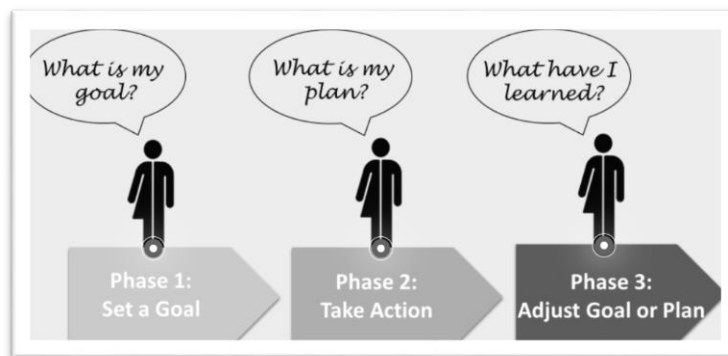 What is my
goal?
What is my
plan?
What have I
learned?
Phase 1:
Set a Goal
Phase 2:
Take Action
Phase 3:
Adjust Goal or Plan